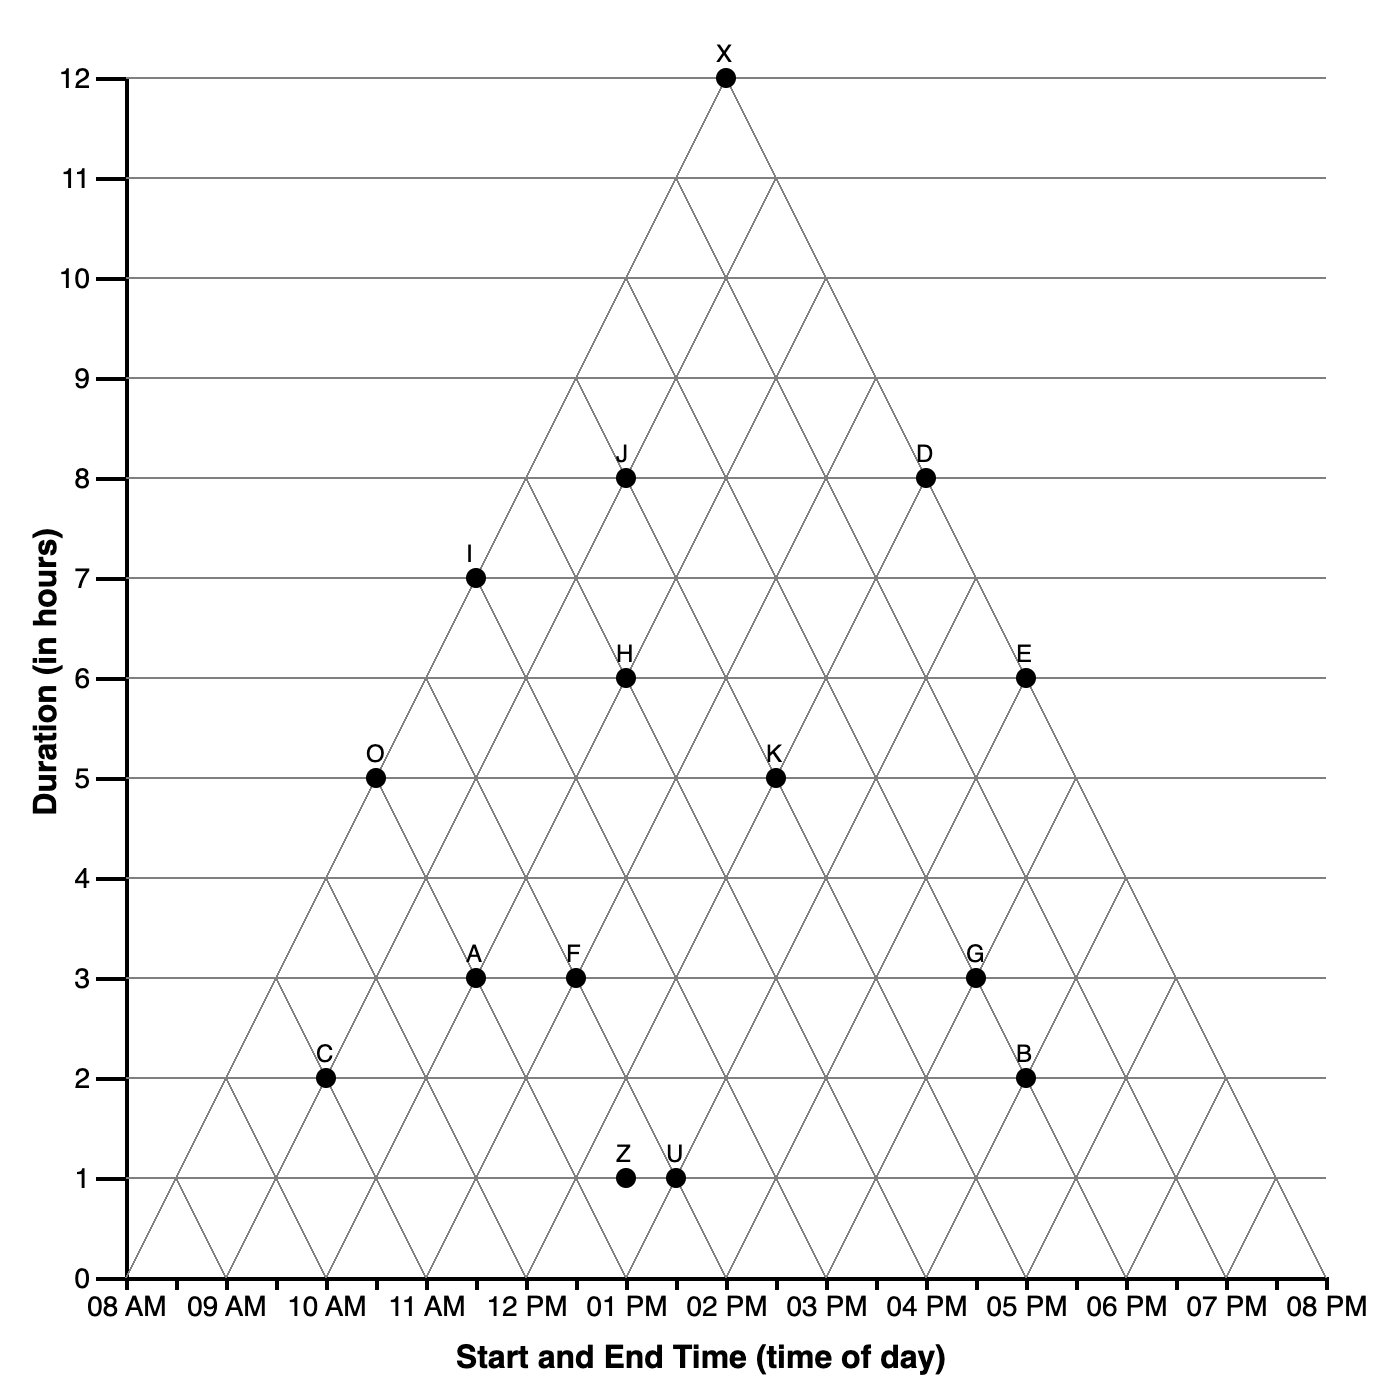 X
12
11
10
9
J D
8
I
7
H E
6
O K
5
4
A F G
3
C B
2
Z U
1
0
08 AM 09 AM 10 AM 11 AM 12 PM 01 PM 02 PM 03 PM 04 PM 05 PM 06 PM 07 PM 08 PM
Start and End Time (time of day)
Duration (in hours)